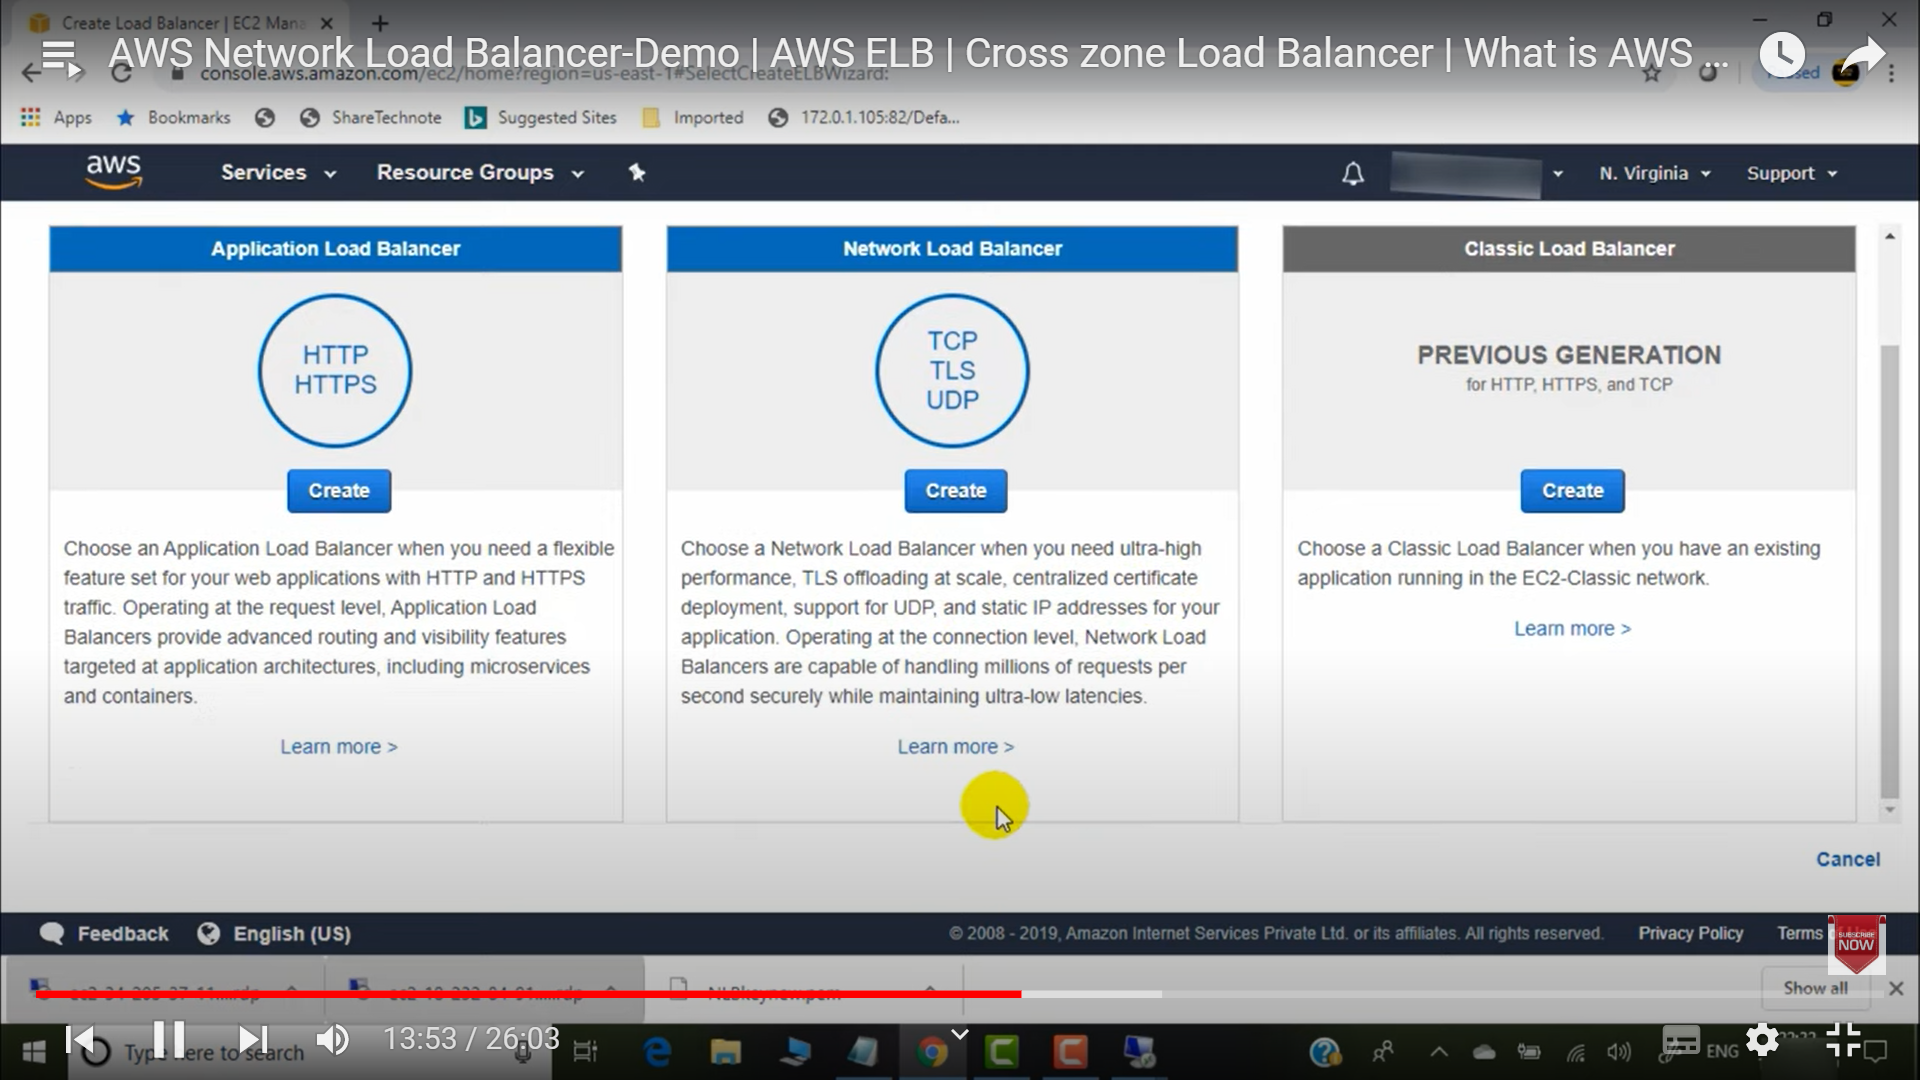 Create Load Balancer | EC2 Mana
AWS Network Load Balancer-Demo | AWS ELB | Cross zone Load Balancer | What is AWS ...
console.aws.amazon.com/ec2/home?region=us-east-1#SelectCreateELBWizard:
Apps Bookmarks ShareTechnote Suggested Sites Imported 172.0.1.105:82/Defa...
aws Services Resource Groups N. Virginia Support
Application Load Balancer
HTTP
HTTPS
Create
Choose an Application Load Balancer when you need a flexible
feature set for your web applications with HTTP and HTTPS
traffic. Operating at the request level, Application Load
Balancers provide advanced routing and visibility features
targeted at application architectures, including microservices
and containers.
Learn more >
Network Load Balancer
TCP
TLS
UDP
Create
Choose a Network Load Balancer when you need ultra-high
performance, TLS offloading at scale, centralized certificate
deployment, support for UDP, and static IP addresses for your
application. Operating at the connection level, Network Load
Balancers are capable of handling millions of requests per
second securely while maintaining ultra-low latencies.
Learn more >
Classic Load Balancer
PREVIOUS GENERATION
for HTTP, HTTPS, and TCP
Create
Choose a Classic Load Balancer when you have an existing
application running in the EC2-Classic network.
Learn more >
Cancel
Feedback English (US) © 2008 - 2019, Amazon Internet Services Private Ltd. or its affiliates. All rights reserved. Privacy Policy Terms
SUBSCRIBE
NOW
Show all
13:53 / 26:03
Type here to search
ENG